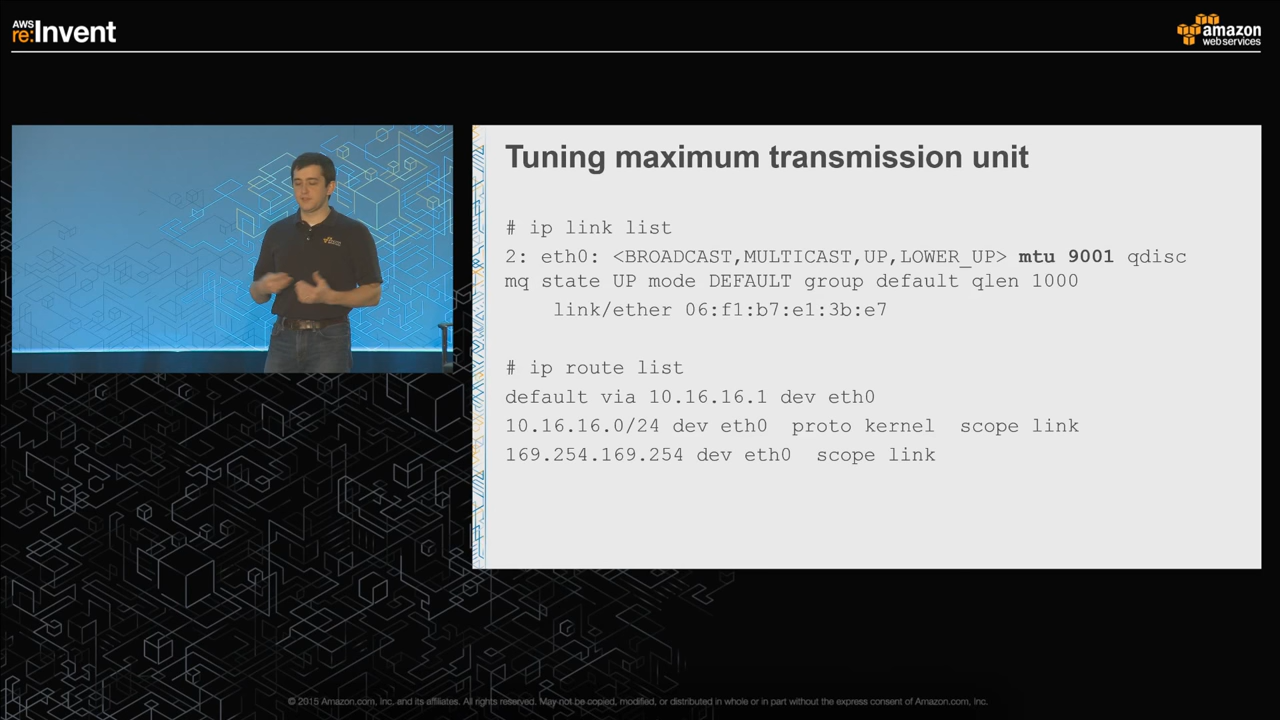 AWS
re:Invent
amazon
web services
Tuning maximum transmission unit
# ip link list
2: eth0: <BROADCAST,MULTICAST,UP,LOWER_UP> mtu 9001 qdisc
mq state UP mode DEFAULT group default qlen 1000
link/ether 06:f1:b7:e1:3b:e7
# ip route list
default via 10.16.16.1 dev eth0
10.16.16.0/24 dev eth0 proto kernel scope link
169.254.169.254 dev eth0 scope link
© 2015 Amazon.com, Inc. and its affiliates. All rights reserved. May not be copied, modified, or distributed in whole or in part without the express consent of Amazon.com, Inc.